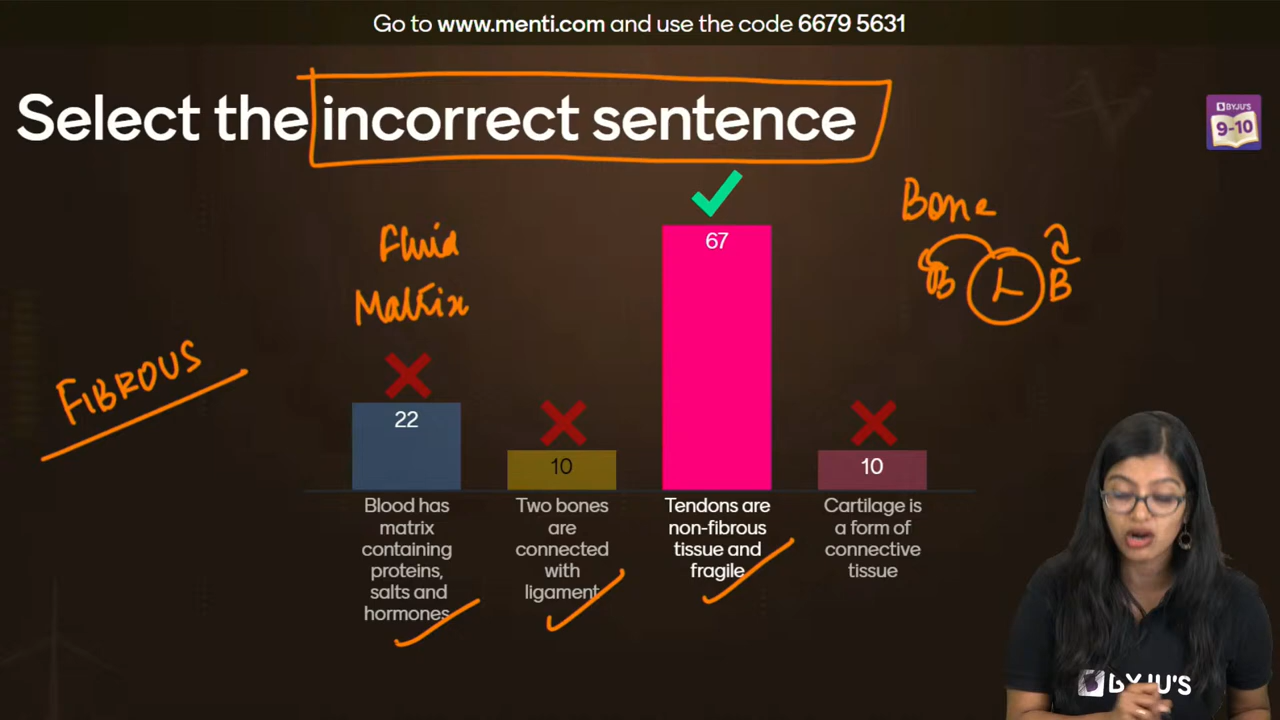 Go to www.menti.com and use the code 6679 5631
Select the incorrect sentence
BYJU'S
9-10
Bone
B L B
Fluid
Matrix
FIBROUS
67
22
10
10
Blood has
matrix
containing
proteins,
salts and
hormones
Two bones
are
connected
with
ligament
Tendons are
non-fibrous
tissue and
fragile
Cartilage is
a form of
connective
tissue
BYJU'S